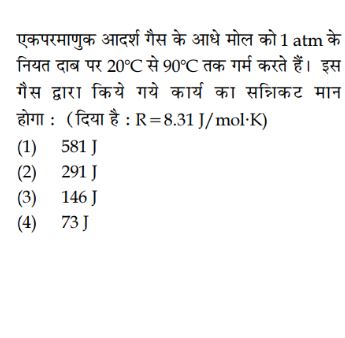 एकपरमाणुक आदर्श गैस के आधे मोल को 1 atm के
नियत दाब पर 20°C से 90°C तक गर्म करते हैं। इस
गैस द्वारा किये गये कार्य का सन्निकट मान
होगा : (दिया है : R=8.31 J/mol·K)
(1) 581 J
(2) 291 J
(3) 146 J
(4) 73 J